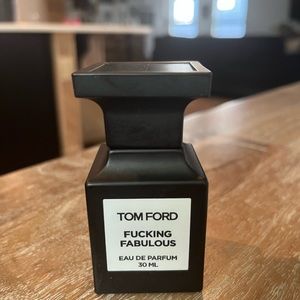 TOM FORD
FUCKING
FABULOUS
EAU DE PARFUM
30 ML